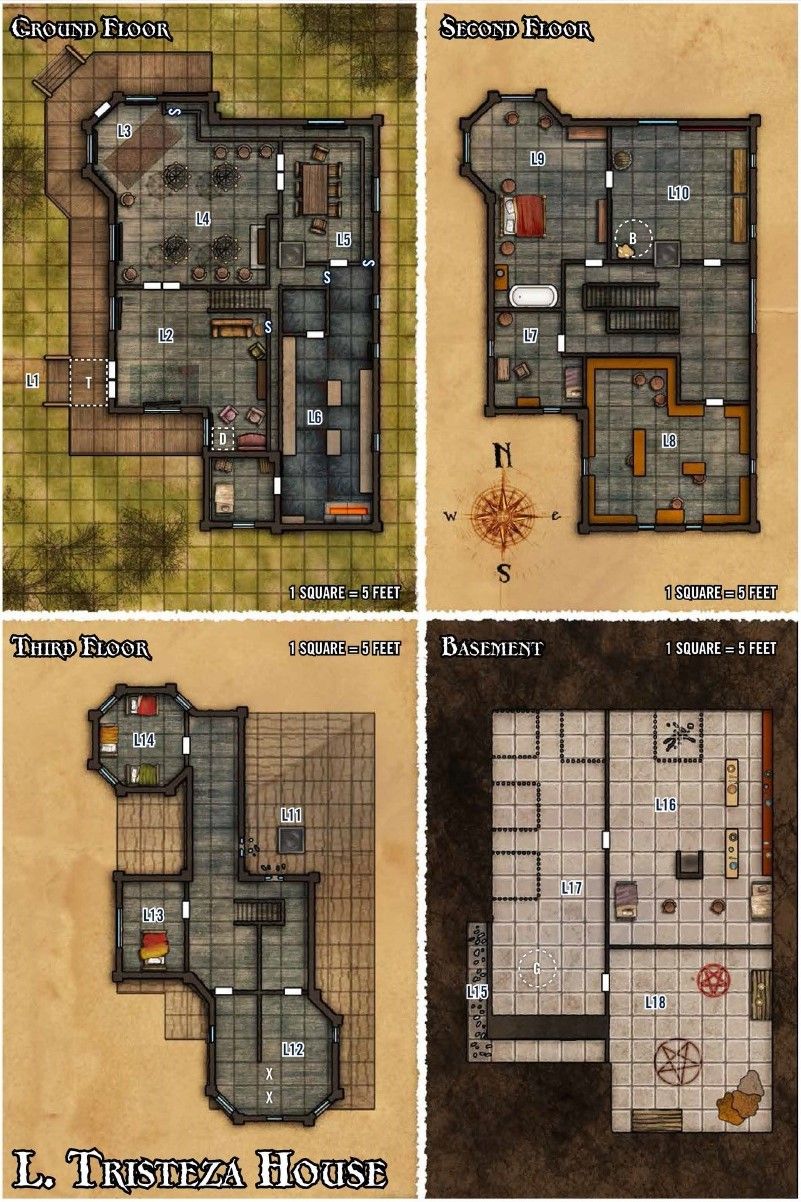 Ground Floor
L3
S
L4
L5
S
S
L2
S
L1
T
L6
D
1 SQUARE = 5 FEET
Second Floor
L9
L10
B
L7
L8
N
W
E
S
1 SQUARE = 5 FEET
Third Floor
1 SQUARE = 5 FEET
L14
L11
L13
L12
X
X
L. Tristeza House
Basement
1 SQUARE = 5 FEET
L16
L17
G
L15
L18